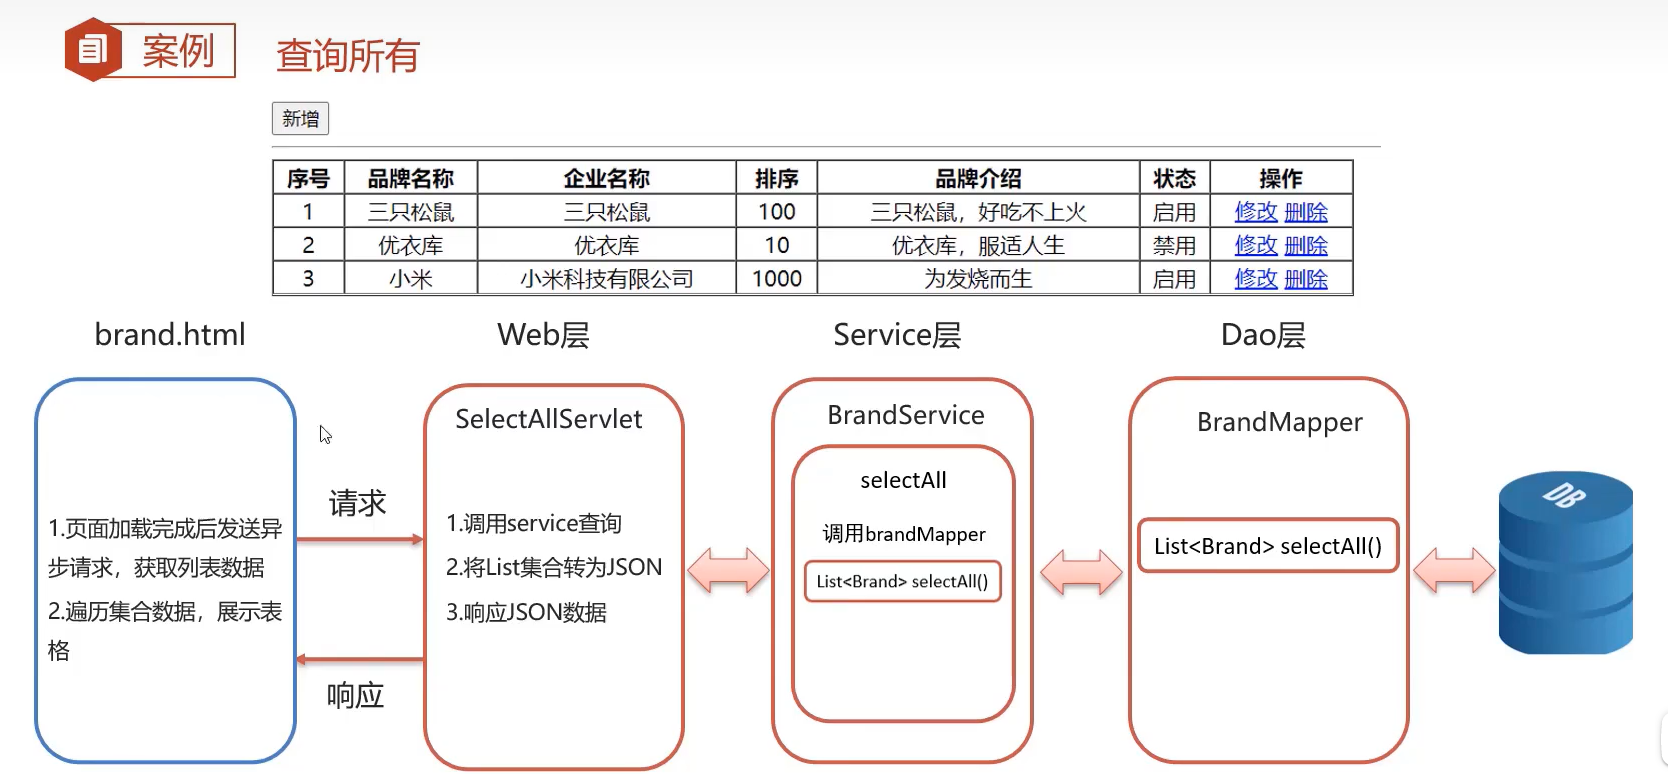 案例
查询所有
新增
序号 品牌名称 企业名称 排序 品牌介绍 状态 操作
1 三只松鼠 三只松鼠 100 三只松鼠，好吃不上火 启用 修改 删除
2 优衣库 优衣库 10 优衣库，服适人生 禁用 修改 删除
3 小米 小米科技有限公司 1000 为发烧而生 启用 修改 删除
brand.html
Web层
Service层
Dao层
1.页面加载完成后发送异
步请求，获取列表数据
2.遍历集合数据，展示表
格
请求
响应
SelectAllServlet
1.调用service查询
2.将List集合转为JSON
3.响应JSON数据
BrandService
selectAll
调用brandMapper
List<Brand> selectAll()
BrandMapper
List<Brand> selectAll()
DB